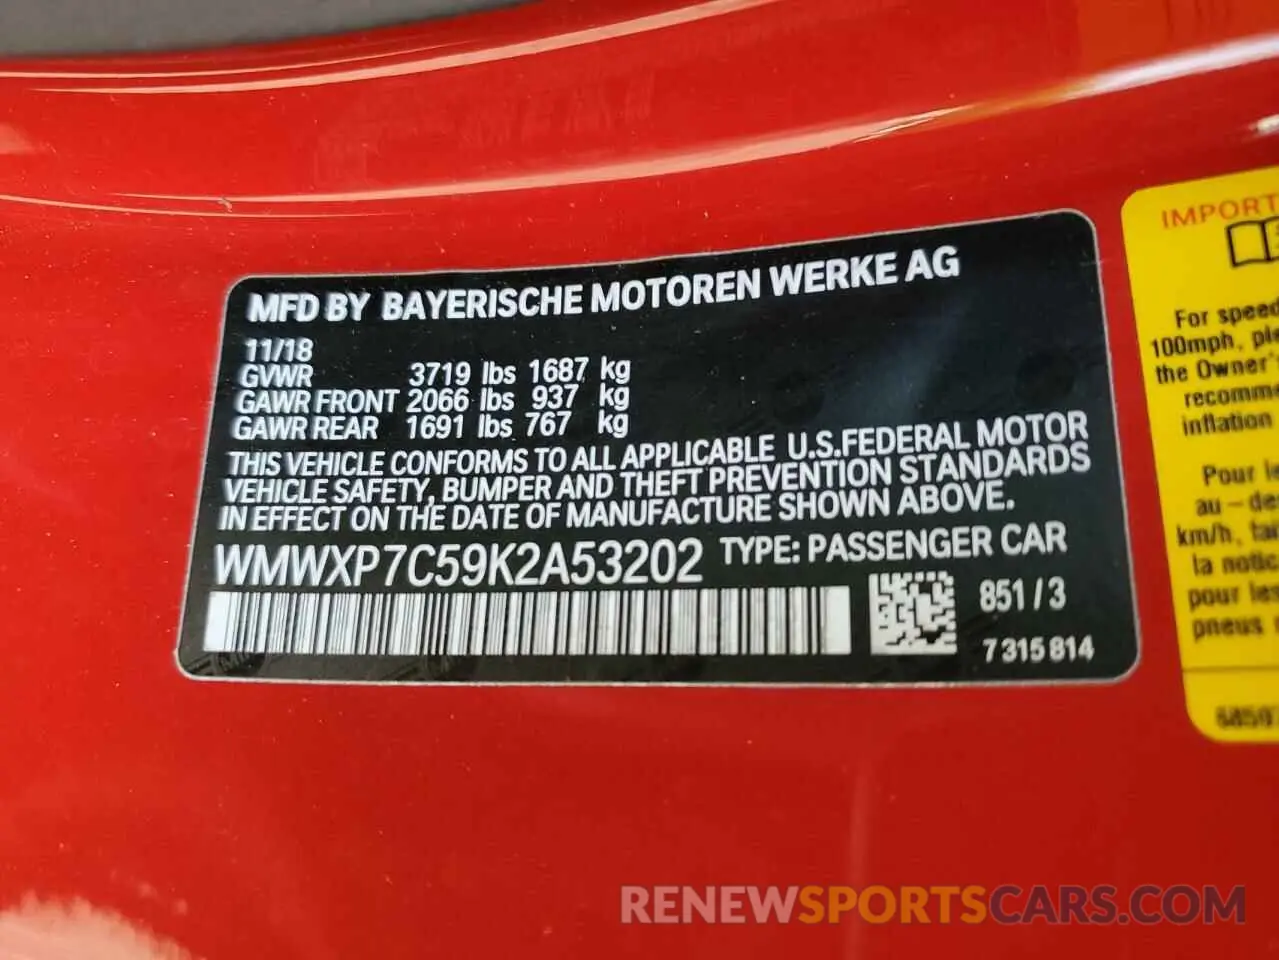 MFD BY BAYERISCHE MOTOREN WERKE AG
11/18
GVWR 3719 lbs 1687 kg
GAWR FRONT 2066 lbs 937 kg
GAWR REAR 1691 lbs 767 kg
THIS VEHICLE CONFORMS TO ALL APPLICABLE U.S.FEDERAL MOTOR
VEHICLE SAFETY, BUMPER AND THEFT PREVENTION STANDARDS
IN EFFECT ON THE DATE OF MANUFACTURE SHOWN ABOVE.
WMWXP7C59K2A53202 TYPE: PASSENGER CAR
851/3
7 315 814
IMPORT
For speed
100mph, ple
the Owner's
recomme
inflation
Pour le
au-de
km/h, fai
la notic
pour les
pneus
RENEWSPORTSCARS.COM